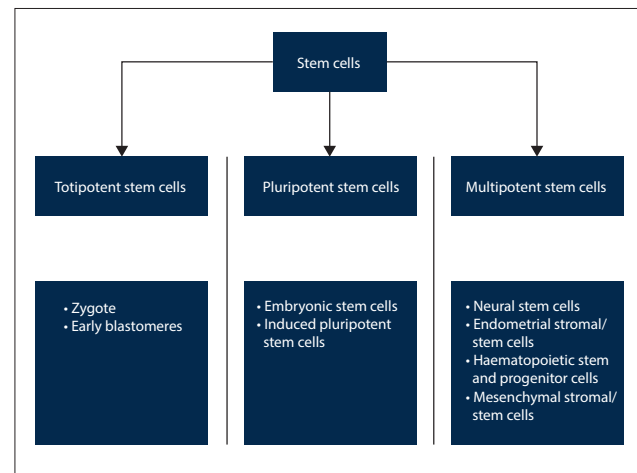 Stem cells
Totipotent stem cells
Pluripotent stem cells
Multipotent stem cells
• Zygote
• Early blastomeres
• Embryonic stem cells
• Induced pluripotent
stem cells
• Neural stem cells
• Endometrial stromal/
stem cells
• Haematopoietic stem
and progenitor cells
• Mesenchymal stromal/
stem cells